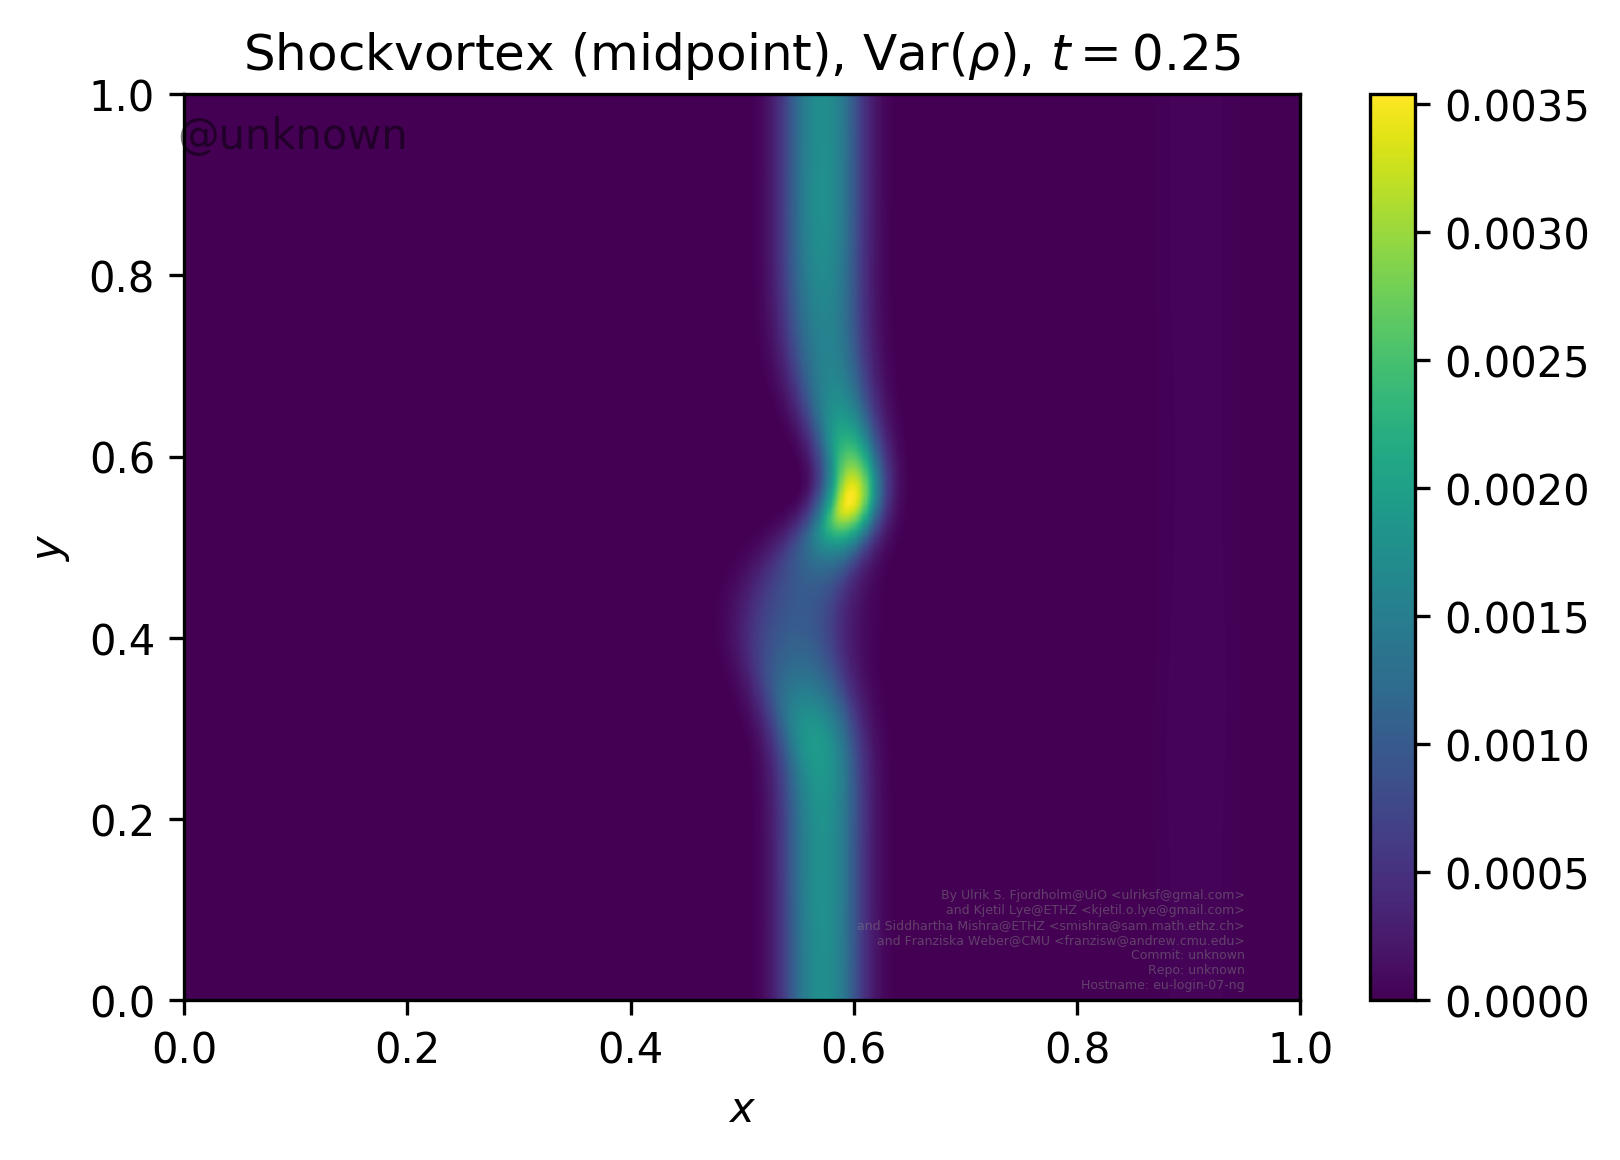 Shockvortex (midpoint), Var(ρ), t = 0.25
@unknown
1.0
0.8
0.6
0.4
0.2
0.0
y
0.0 0.2 0.4 0.6 0.8 1.0
x
0.0035
0.0030
0.0025
0.0020
0.0015
0.0010
0.0005
0.0000
By Ulrik S. Fjordholm@UiO <ulriksf@gmal.com>
and Kjetil Lye@ETHZ <kjetil.o.lye@gmail.com>
and Siddhartha Mishra@ETHZ <smishra@sam.math.ethz.ch>
and Franziska Weber@CMU <franzisw@andrew.cmu.edu>
Commit: unknown
Repo: unknown
Hostname: eu-login-07-ng